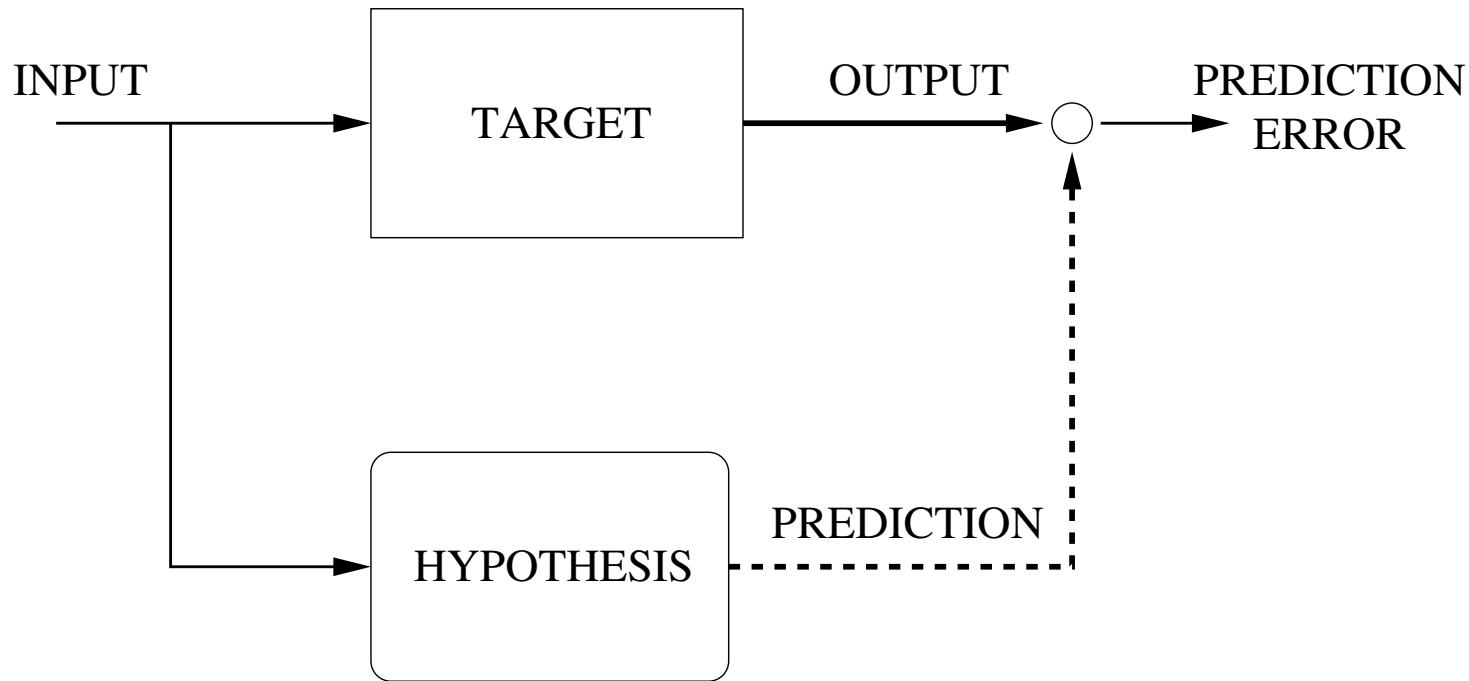 INPUT
TARGET
OUTPUT
PREDICTION
ERROR
HYPOTHESIS
PREDICTION